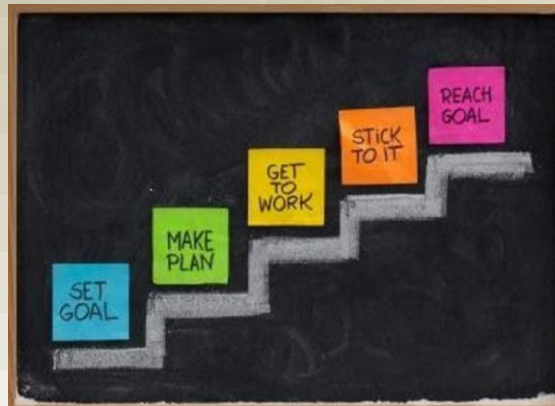 SET
GOAL
MAKE
PLAN
GET
TO
WORK
STICK
TO IT
REACH
GOAL